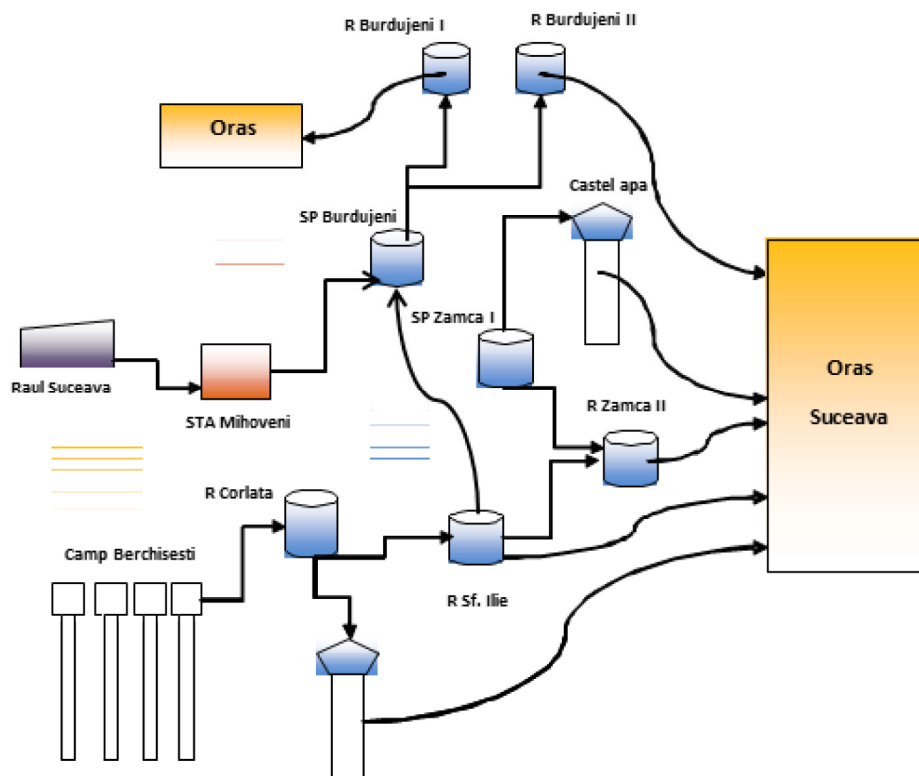 R Burdujeni I
R Burdujeni II
Oras
Castel apa
SP Burdujeni
SP Zamca I
Raul Suceava
STA Mihoveni
Oras
Suceava
R Zamca II
R Corlata
Camp Berchisesti
R Sf. Ilie